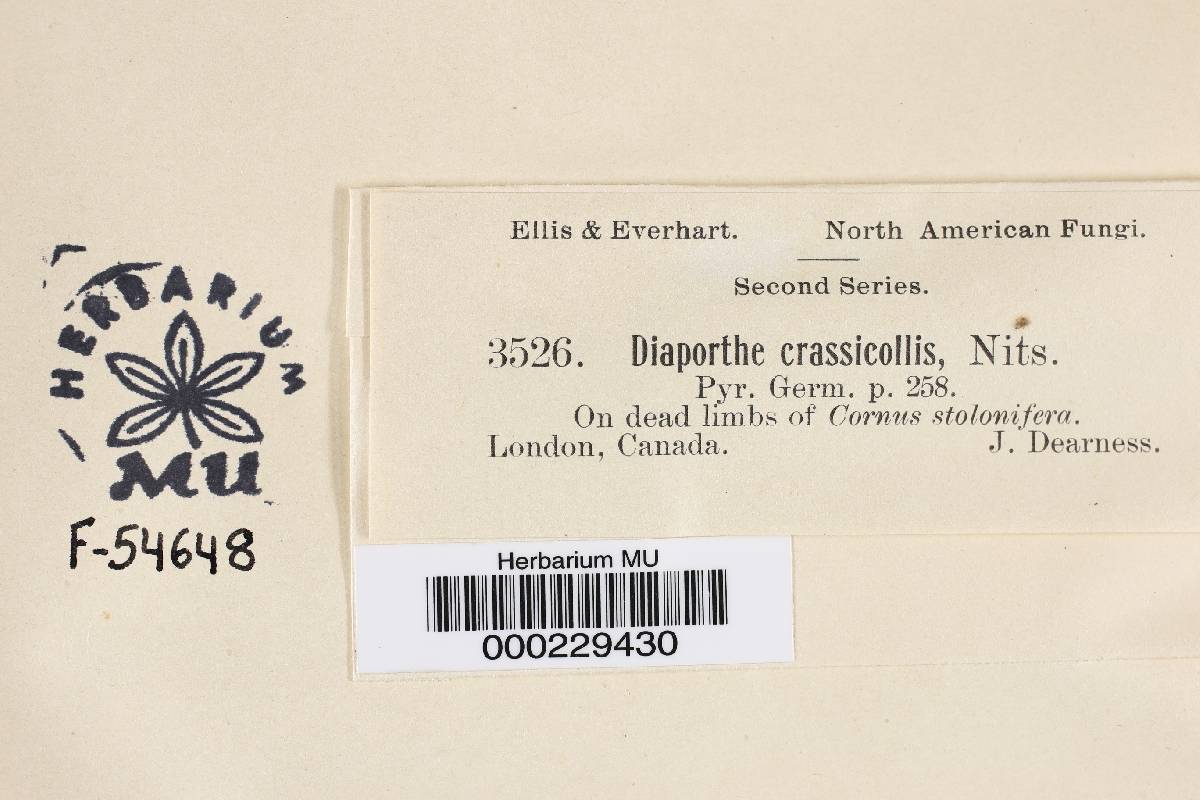 HERBARIUM
MU
F-54648
Ellis & Everhart. North American Fungi.
Second Series.
3526. Diaporthe crassicollis, Nits.
Pyr. Germ. p. 258.
On dead limbs of Cornus stolonifera.
London, Canada. J. Dearness.
Herbarium MU
000229430